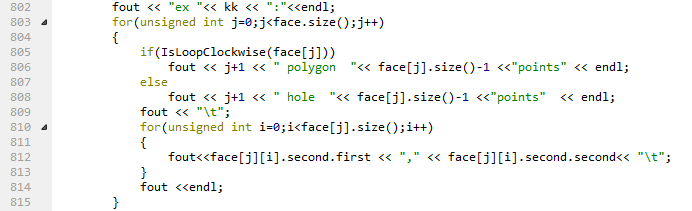 802 fout << "ex "<< kk << ":"<<endl;
803 for(unsigned int j=0;j<face.size();j++)
804 {
805 if(IsLoopClockwise(face[j]))
806 fout << j+1 << " polygon  "<< face[j].size()-1 <<"points" << endl;
807 else
808 fout << j+1 << " hole  "<< face[j].size()-1 <<"points"  << endl;
809 fout << "\t";
810 for(unsigned int i=0;i<face[j].size();i++)
811 {
812 fout<<face[j][i].second.first << "," << face[j][i].second.second<< "\t";
813 }
814 fout <<endl;
815 }